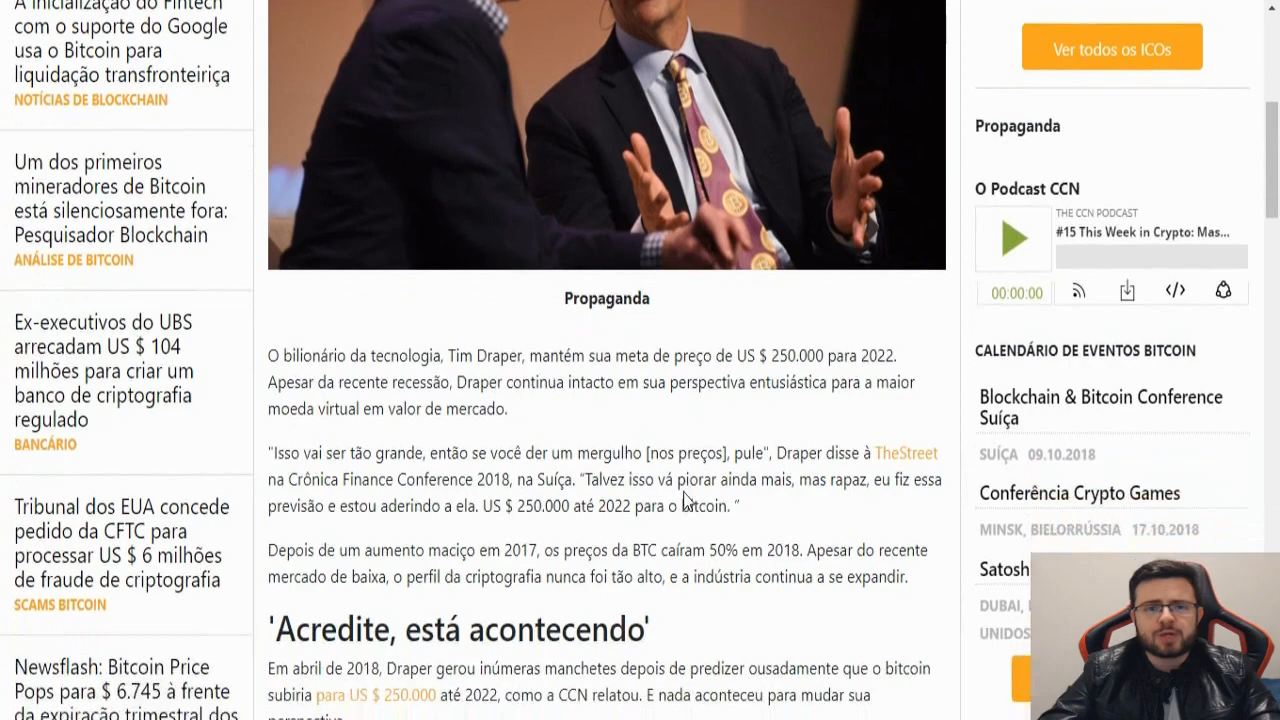 A inicialização do Fintech
com o suporte do Google
usa o Bitcoin para
liquidação transfronteiriça
NOTÍCIAS DE BLOCKCHAIN
Um dos primeiros
mineradores de Bitcoin
está silenciosamente fora:
Pesquisador Blockchain
ANÁLISE DE BITCOIN
Ex-executivos do UBS
arrecadam US $ 104
milhões para criar um
banco de criptografia
regulado
BANCÁRIO
Tribunal dos EUA concede
pedido da CFTC para
processar US $ 6 milhões
de fraude de criptografia
SCAMS BITCOIN
Newsflash: Bitcoin Price
Pops para $ 6.745 à frente
da expiração trimestral dos
Propaganda
O bilionário da tecnologia, Tim Draper, mantém sua meta de preço de US $ 250.000 para 2022.
Apesar da recente recessão, Draper continua intacto em sua perspectiva entusiástica para a maior
moeda virtual em valor de mercado.
"Isso vai ser tão grande, então se você der um mergulho [nos preços], pule", Draper disse à TheStreet
na Crônica Finance Conference 2018, na Suíça. “Talvez isso vá piorar ainda mais, mas rapaz, eu fiz essa
previsão e estou aderindo a ela. US $ 250.000 até 2022 para o bitcoin. ”
Depois de um aumento maciço em 2017, os preços da BTC caíram 50% em 2018. Apesar do recente
mercado de baixa, o perfil da criptografia nunca foi tão alto, e a indústria continua a se expandir.
'Acredite, está acontecendo'
Em abril de 2018, Draper gerou inúmeras manchetes depois de predizer ousadamente que o bitcoin
subiria para US $ 250.000 até 2022, como a CCN relatou. E nada aconteceu para mudar sua
perspectiva.
Ver todos os ICOs
Propaganda
O Podcast CCN
THE CCN PODCAST
#15 This Week in Crypto: Mas...
00:00:00
CALENDÁRIO DE EVENTOS BITCOIN
Blockchain & Bitcoin Conference
Suíça
SUÍÇA 09.10.2018
Conferência Crypto Games
MINSK, BIELORRÚSSIA 17.10.2018
Satosh
DUBAI,
UNIDOS